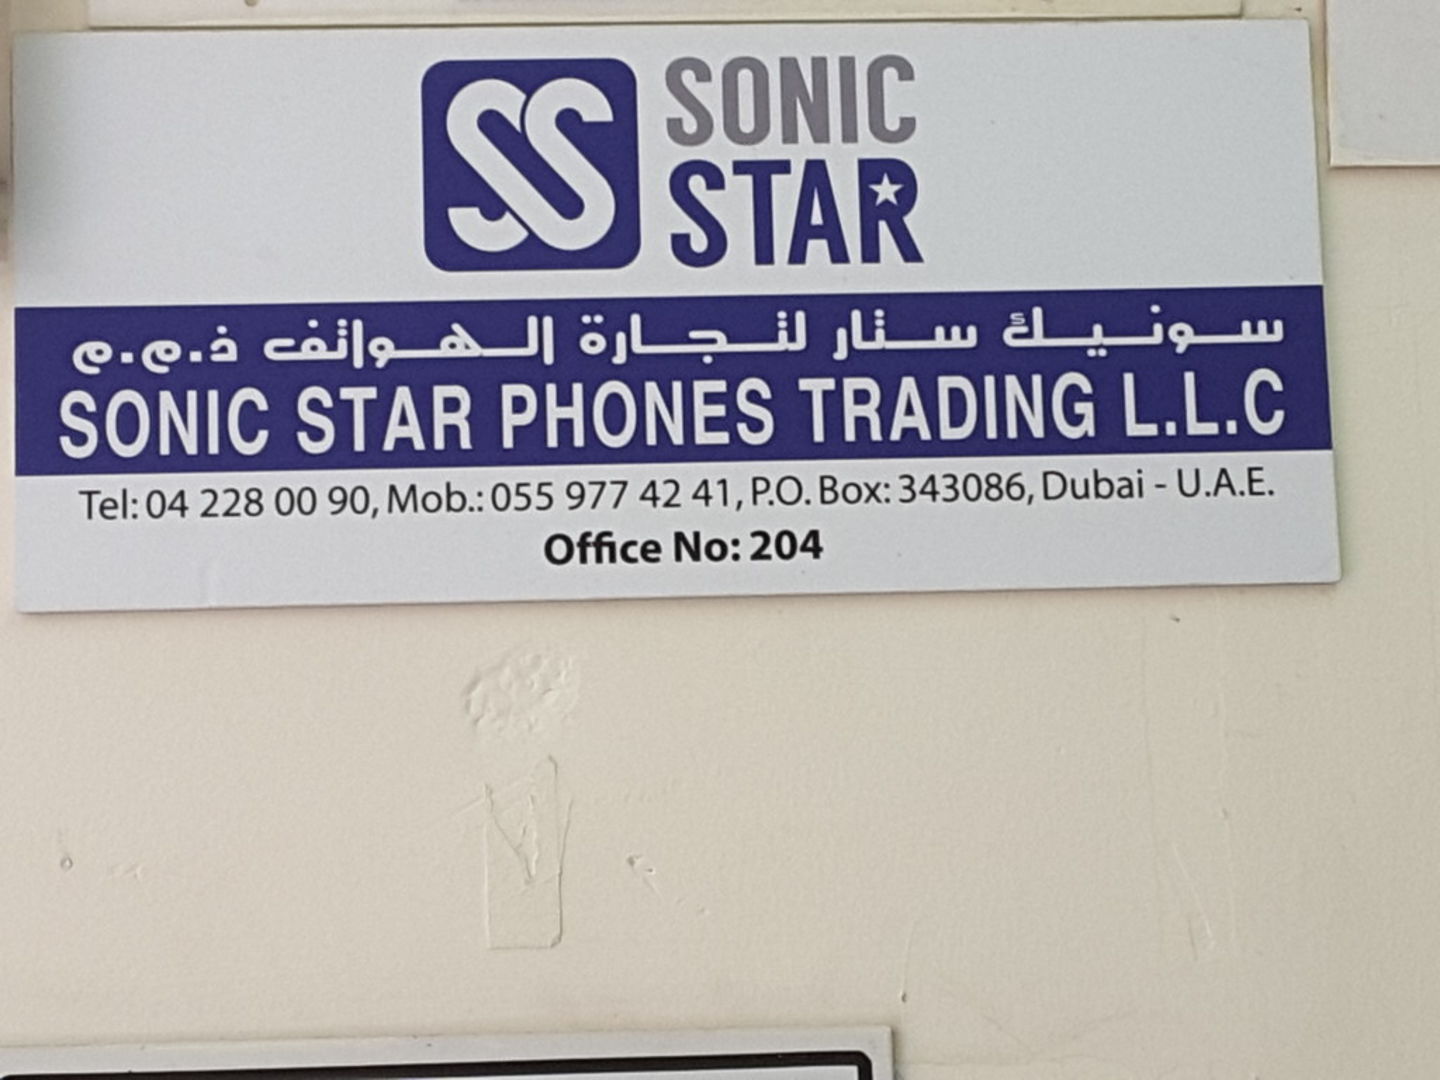 SS
SONIC
STAR
سونيك ستار لتجارة الهواتف ذ.م.م
SONIC STAR PHONES TRADING L.L.C
Tel: 04 228 00 90, Mob.: 055 977 42 41, P.O. Box: 343086, Dubai - U.A.E.
Office No: 204